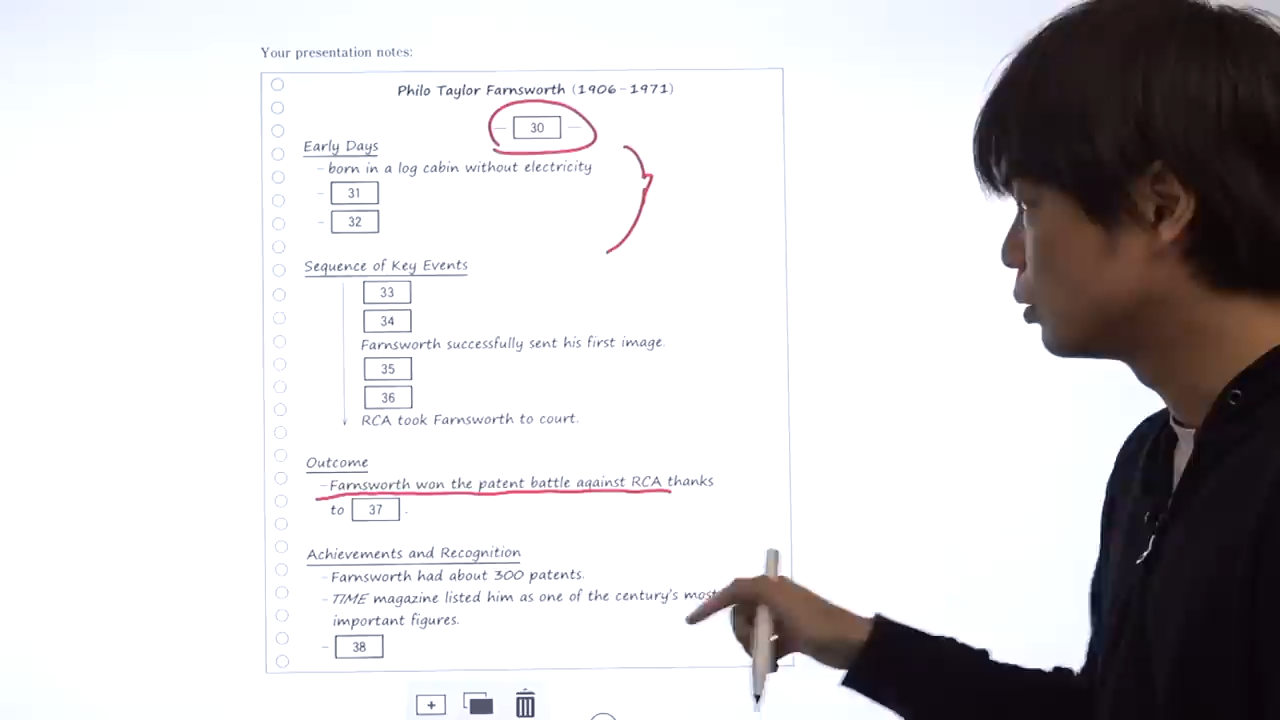 Your presentation notes:
Philo Taylor Farnsworth (1906–1971)
— 30 —
Early Days
– born in a log cabin without electricity
– 31
– 32
Sequence of Key Events
33
34
Farnsworth successfully sent his first image.
35
36
RCA took Farnsworth to court.
Outcome
– Farnsworth won the patent battle against RCA thanks
to 37 .
Achievements and Recognition
– Farnsworth had about 300 patents.
– TIME magazine listed him as one of the century's most
important figures.
– 38